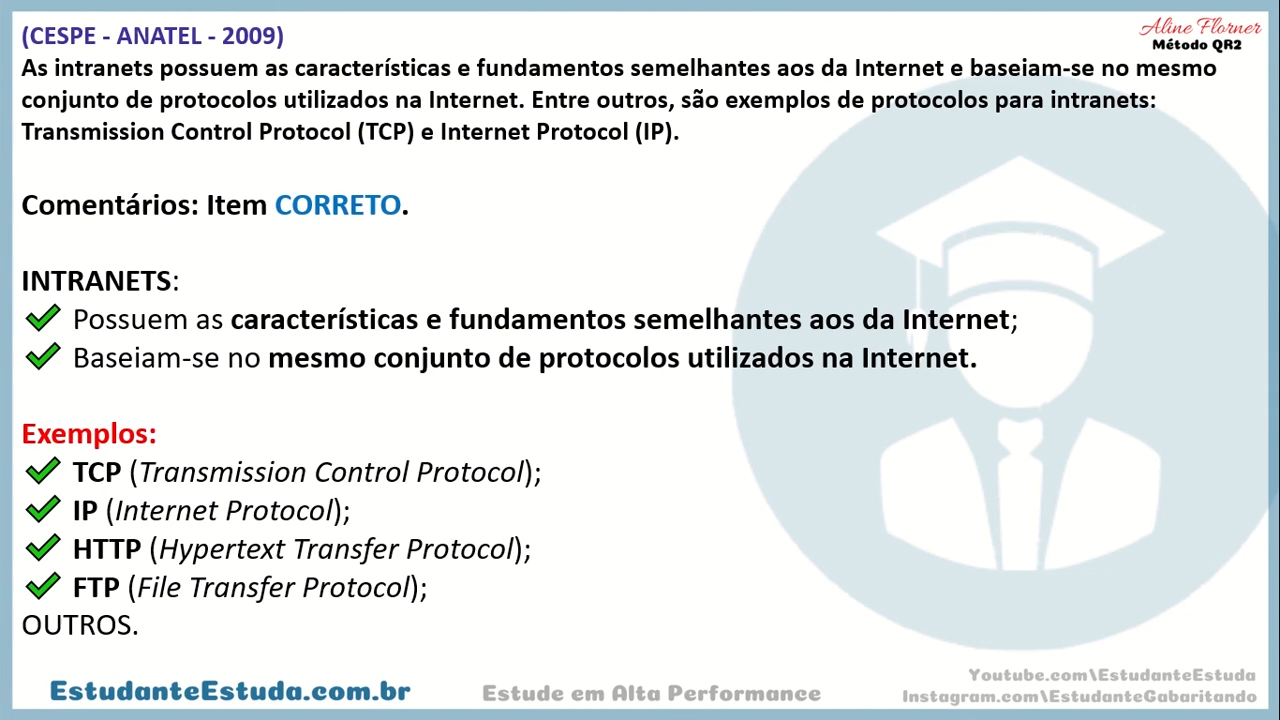 (CESPE - ANATEL - 2009)
Aline Florner
Método QR2
As intranets possuem as características e fundamentos semelhantes aos da Internet e baseiam-se no mesmo
conjunto de protocolos utilizados na Internet. Entre outros, são exemplos de protocolos para intranets:
Transmission Control Protocol (TCP) e Internet Protocol (IP).
Comentários: Item CORRETO.
INTRANETS:
Possuem as características e fundamentos semelhantes aos da Internet;
Baseiam-se no mesmo conjunto de protocolos utilizados na Internet.
Exemplos:
TCP (Transmission Control Protocol);
IP (Internet Protocol);
HTTP (Hypertext Transfer Protocol);
FTP (File Transfer Protocol);
OUTROS.
EstudanteEstuda.com.br
Estude em Alta Performance
Youtube.com/EstudanteEstuda
Instagram.com/EstudanteGabaritando